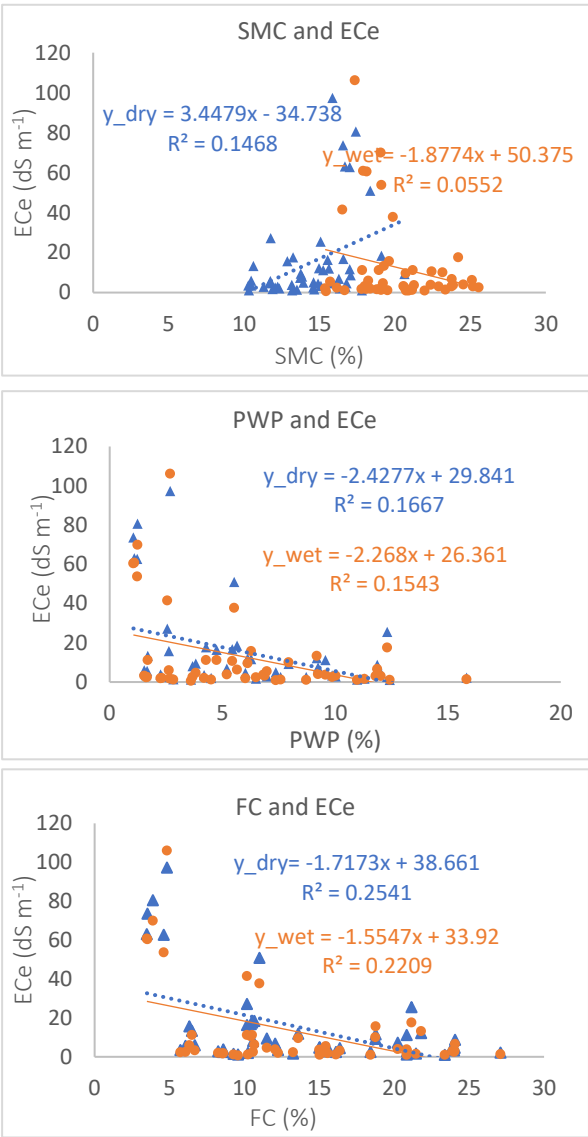 SMC and ECe
120
100
80
60
40
20
0
ECe (dS m⁻¹)
y_dry = 3.4479x - 34.738
R² = 0.1468
y_wet= -1.8774x + 50.375
R² = 0.0552
0 5 10 15 20 25 30
SMC (%)
PWP and ECe
120
100
80
60
40
20
0
ECe (dS m⁻¹)
y_dry = -2.4277x + 29.841
R² = 0.1667
y_wet = -2.268x + 26.361
R² = 0.1543
0 5 10 15 20
PWP (%)
FC and ECe
120
100
80
60
40
20
0
ECe (dS m⁻¹)
y_dry= -1.7173x + 38.661
R² = 0.2541
y_wet = -1.5547x + 33.92
R² = 0.2209
0 5 10 15 20 25 30
FC (%)